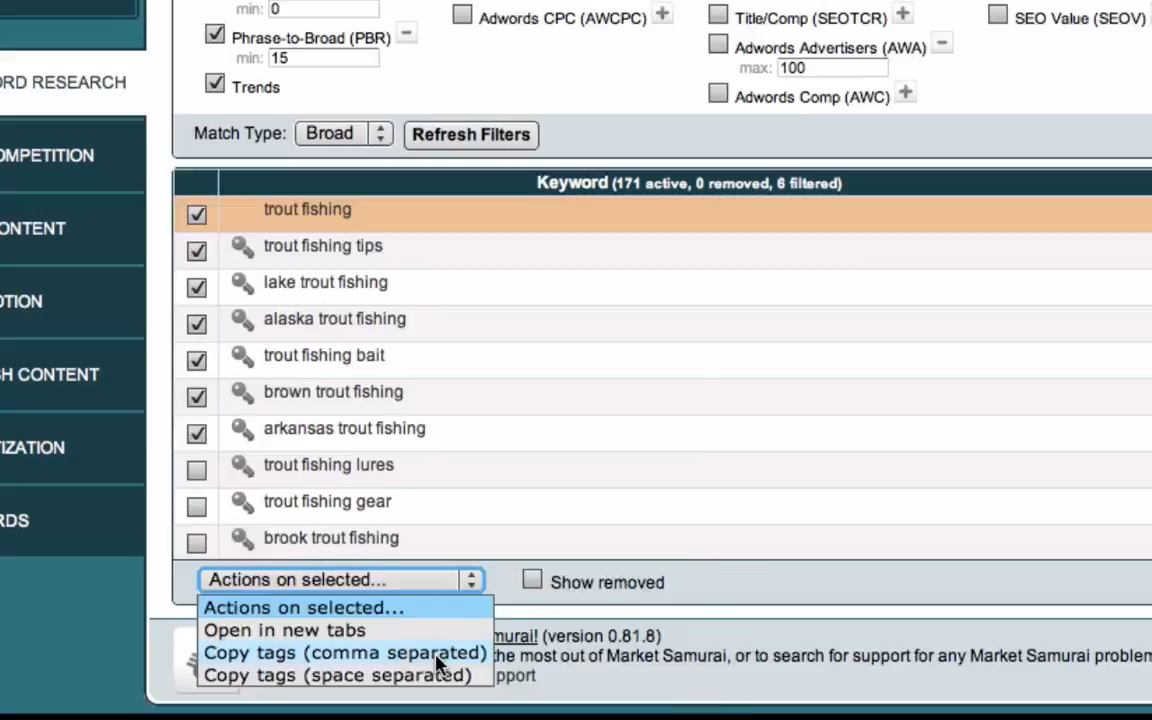 min: 0
Adwords CPC (AWCPC) +
Title/Comp (SEOTCR) +
SEO Value (SEOV)
Phrase-to-Broad (PBR) −
min: 15
Adwords Advertisers (AWA) −
max: 100
Trends
Adwords Comp (AWC) +
Match Type: Broad Refresh Filters
ORD RESEARCH
OMPETITION
ONTENT
OTION
H CONTENT
TIZATION
RDS
Keyword (171 active, 0 removed, 6 filtered)
trout fishing
trout fishing tips
lake trout fishing
alaska trout fishing
trout fishing bait
brown trout fishing
arkansas trout fishing
trout fishing lures
trout fishing gear
brook trout fishing
Actions on selected... Show removed
Actions on selected...
Open in new tabs
Copy tags (comma separated)
Copy tags (space separated)
murai! (version 0.81.8)
the most out of Market Samurai, or to search for support for any Market Samurai problem
pport